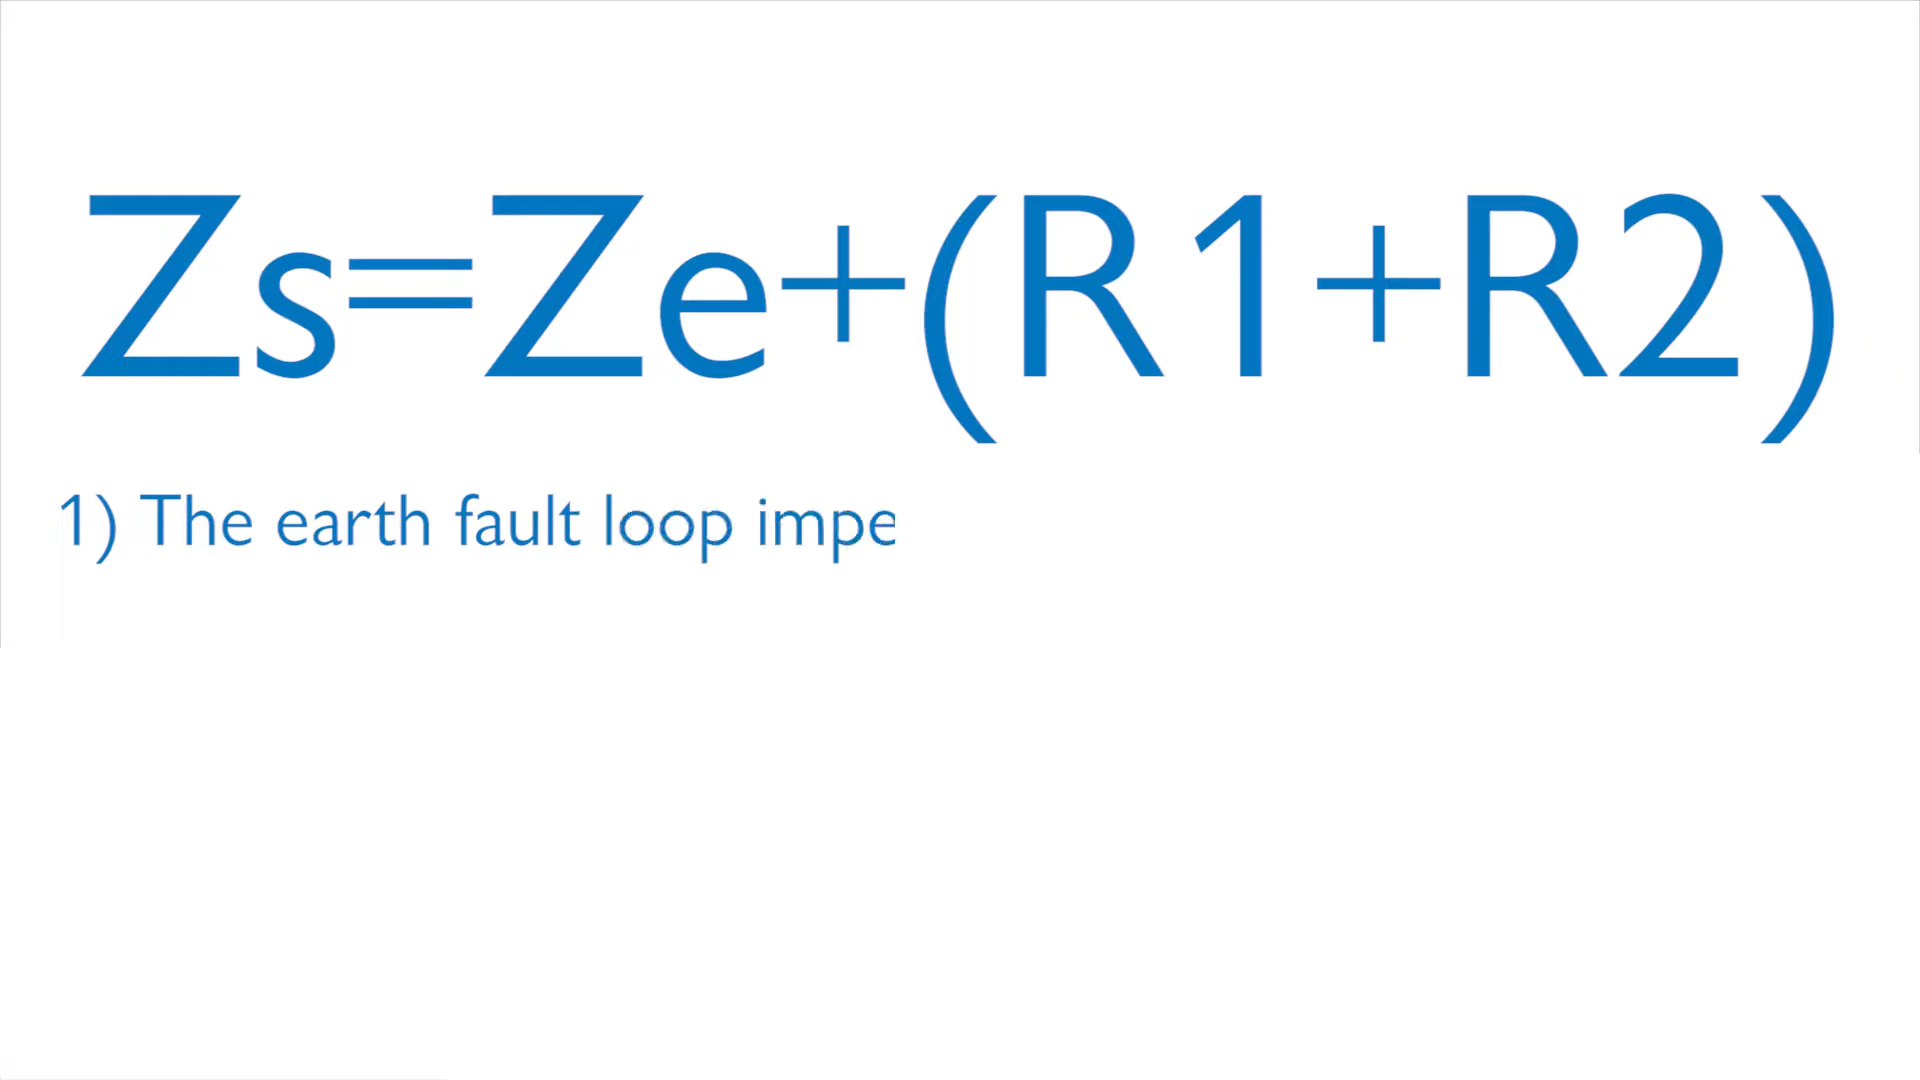 Zs=Ze+(R1+R2)
1) The earth fault loop impe